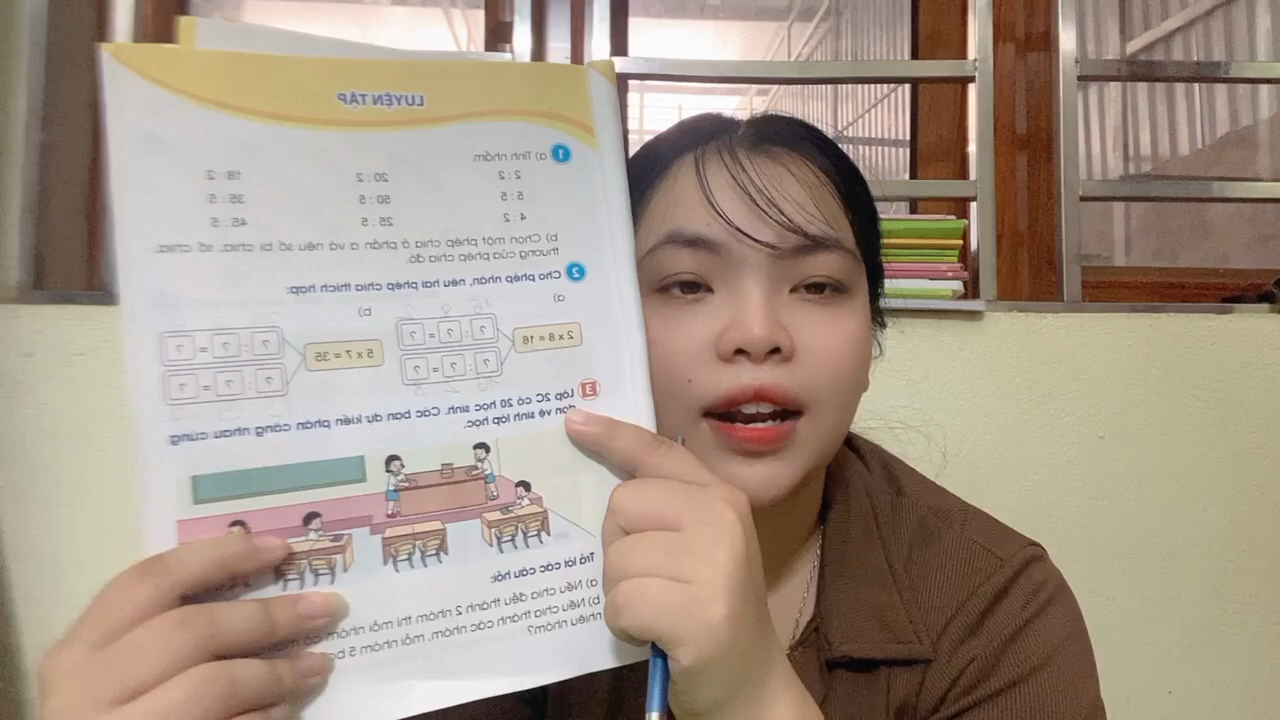 LUYỆN TẬP
1 a) Tính nhẩm:
2 : 2 20 : 2 18 : 2
5 : 5 50 : 5 35 : 5
4 : 2 25 : 5 45 : 5
b) Chọn một phép chia ở phần a và nêu số bị chia, số chia,
thương của phép chia đó.
2 Cho phép nhân, nêu hai phép chia thích hợp:
a) b)
2 x 8 = 16 ? : ? = ? 5 x 7 = 35 ? : ? = ?
? : ? = ? ? : ? = ?
3 Lớp 2C có 20 học sinh. Các bạn dự kiến phân công nhau cùng
dọn vệ sinh lớp học.
Trả lời các câu hỏi:
a) Nếu chia đều thành 2 nhóm thì mỗi nhóm
b) Nếu chia thành các nhóm, mỗi nhóm 5
nhiêu nhóm?